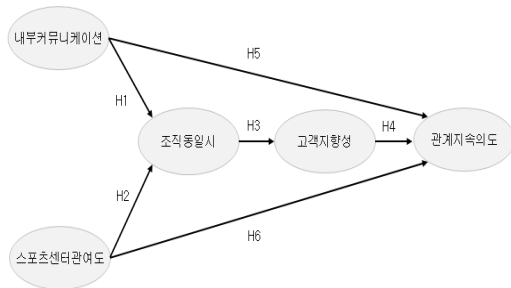 내부커뮤니케이션
H5
H1
조직동일시
H3
고객지향성
H4
관계지속의도
H2
H6
스포츠센터관여도